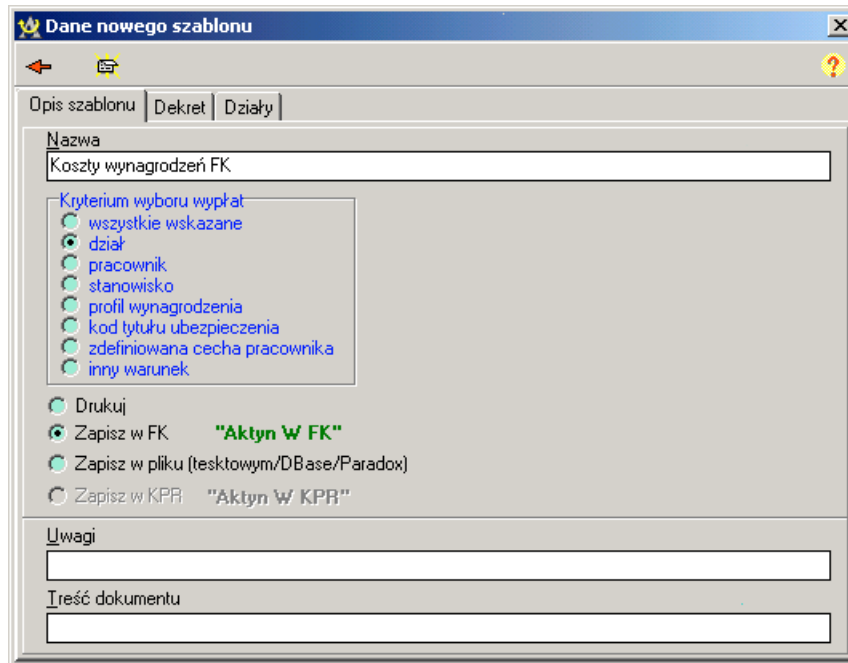 Dane nowego szablonu
Opis szablonu Dekret Działy
Nazwa
Koszty wynagrodzeń FK
Kryterium wyboru wypłat
wszystkie wskazane
dział
pracownik
stanowisko
profil wynagrodzenia
kod tytułu ubezpieczenia
zdefiniowana cecha pracownika
inny warunek
Drukuj
Zapisz w FK "Aktyn W FK"
Zapisz w pliku (tesktowym/DBase/Paradox)
Zapisz w KPR "Aktyn W KPR"
Uwagi
Treść dokumentu